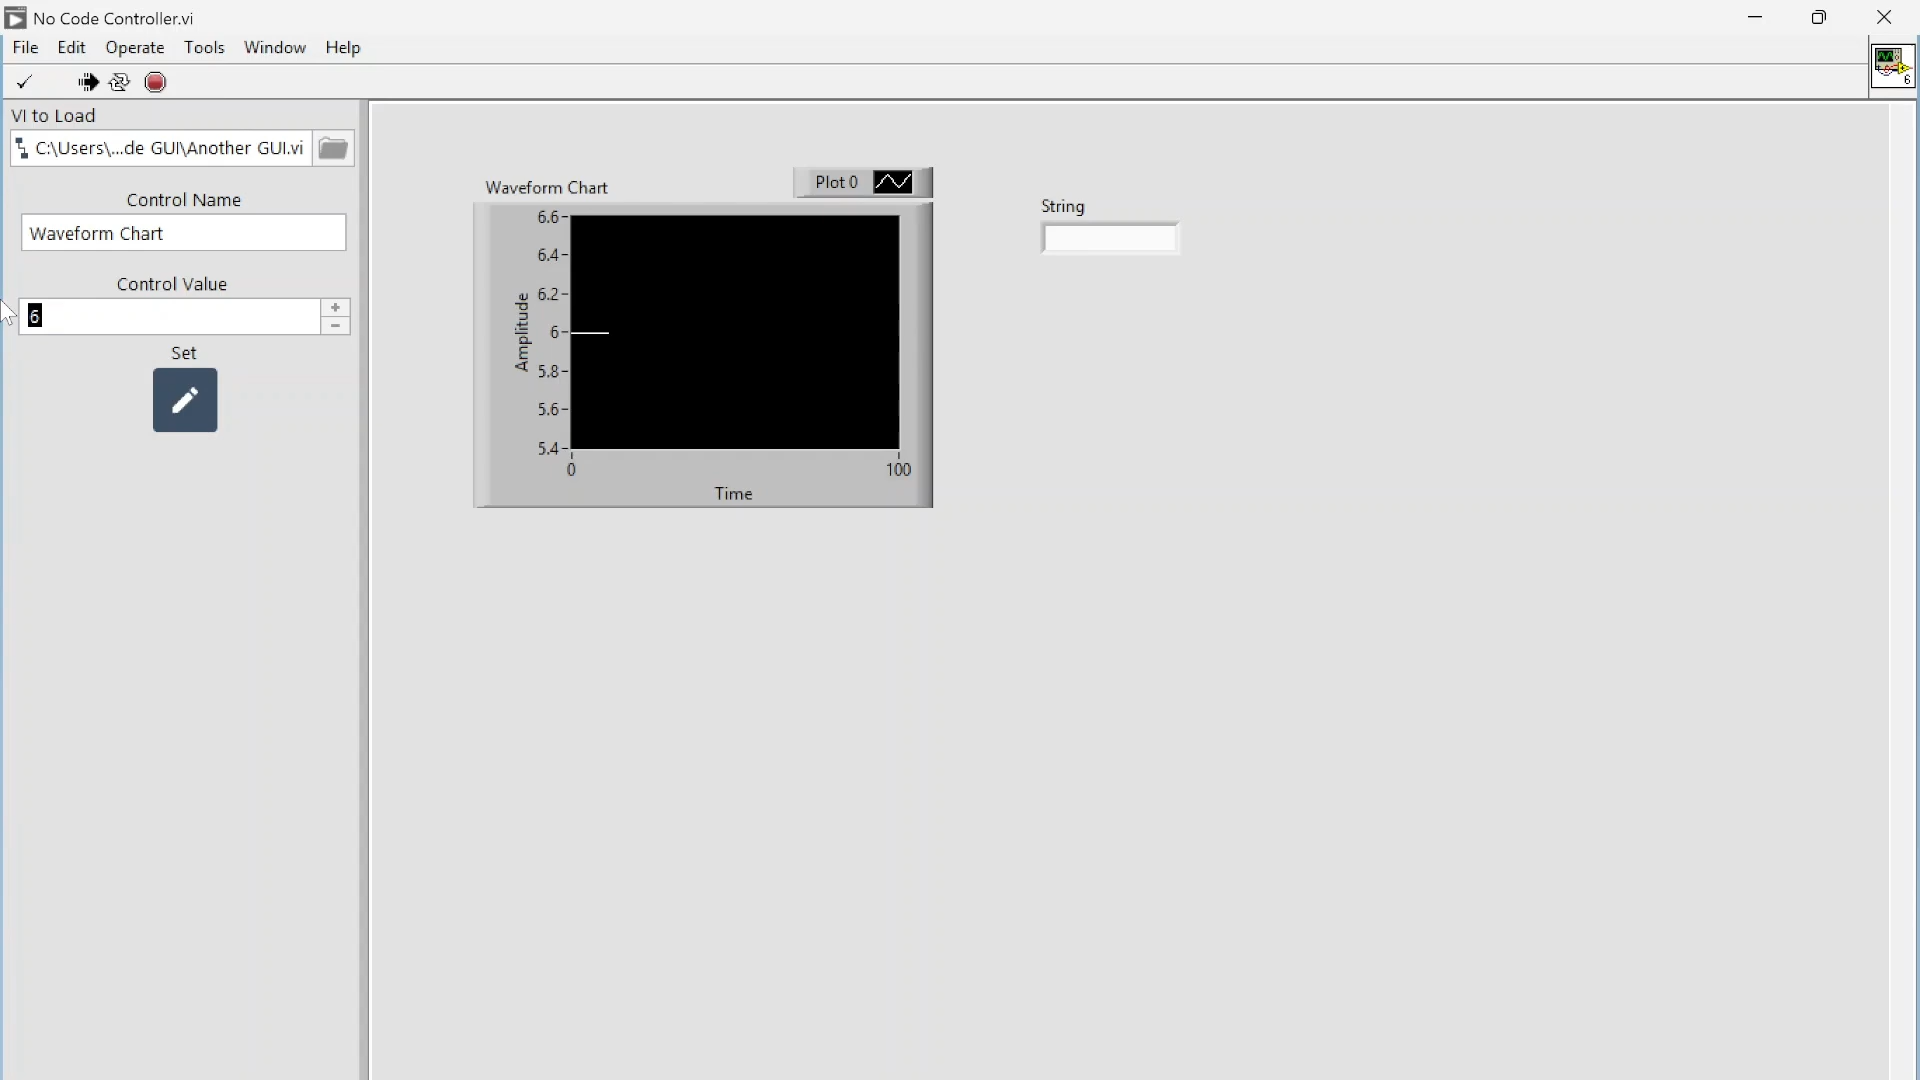 No Code Controller.vi
File Edit Operate Tools Window Help
6
VI to Load
C:\Users\...de GUI\Another GUI.vi
Control Name
Waveform Chart
Control Value
6
Set
Waveform Chart
Plot 0
6.6
6.4
6.2
6
5.8
5.6
5.4
Amplitude
0 100
Time
String